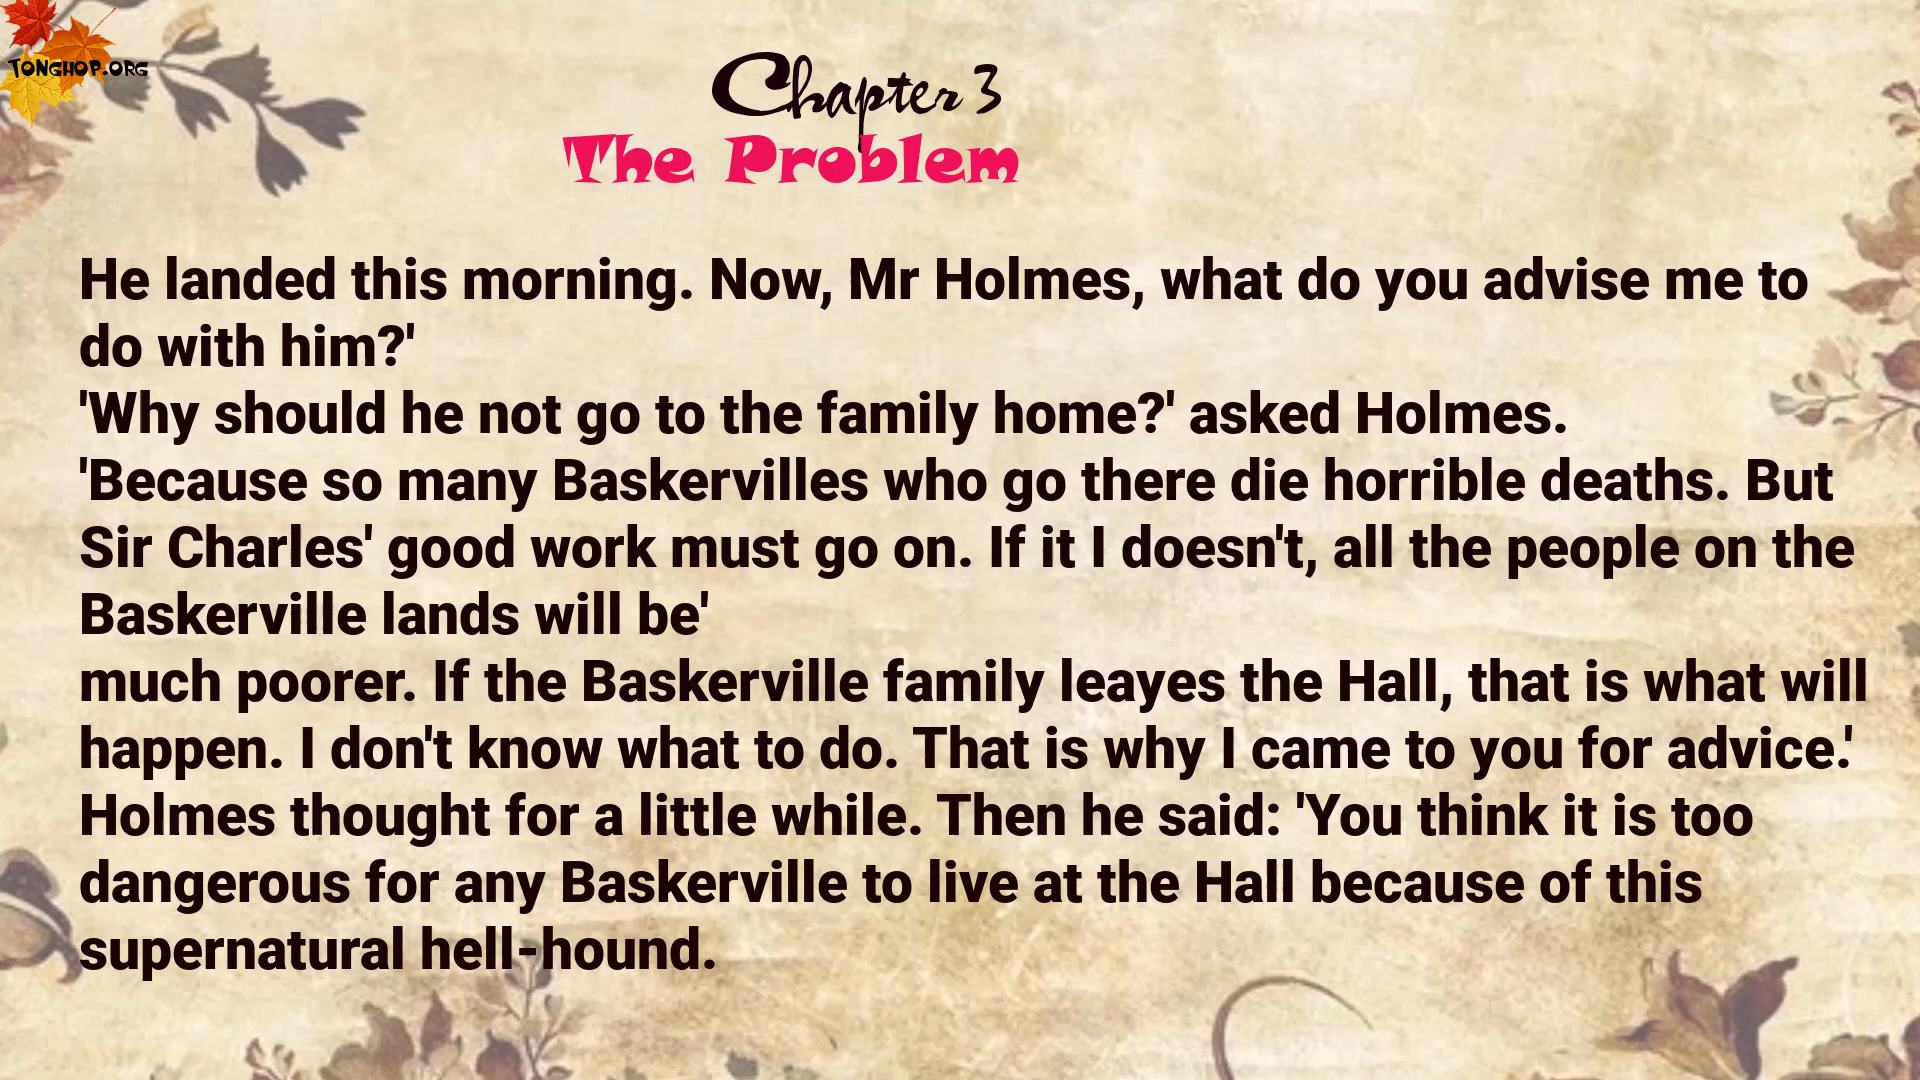 TONGHOP.ORG
Chapter 3
The Problem
He landed this morning. Now, Mr Holmes, what do you advise me to
do with him?'
'Why should he not go to the family home?' asked Holmes.
'Because so many Baskervilles who go there die horrible deaths. But
Sir Charles' good work must go on. If it I doesn't, all the people on the
Baskerville lands will be'
much poorer. If the Baskerville family leayes the Hall, that is what will
happen. I don't know what to do. That is why I came to you for advice.'
Holmes thought for a little while. Then he said: 'You think it is too
dangerous for any Baskerville to live at the Hall because of this
supernatural hell-hound.